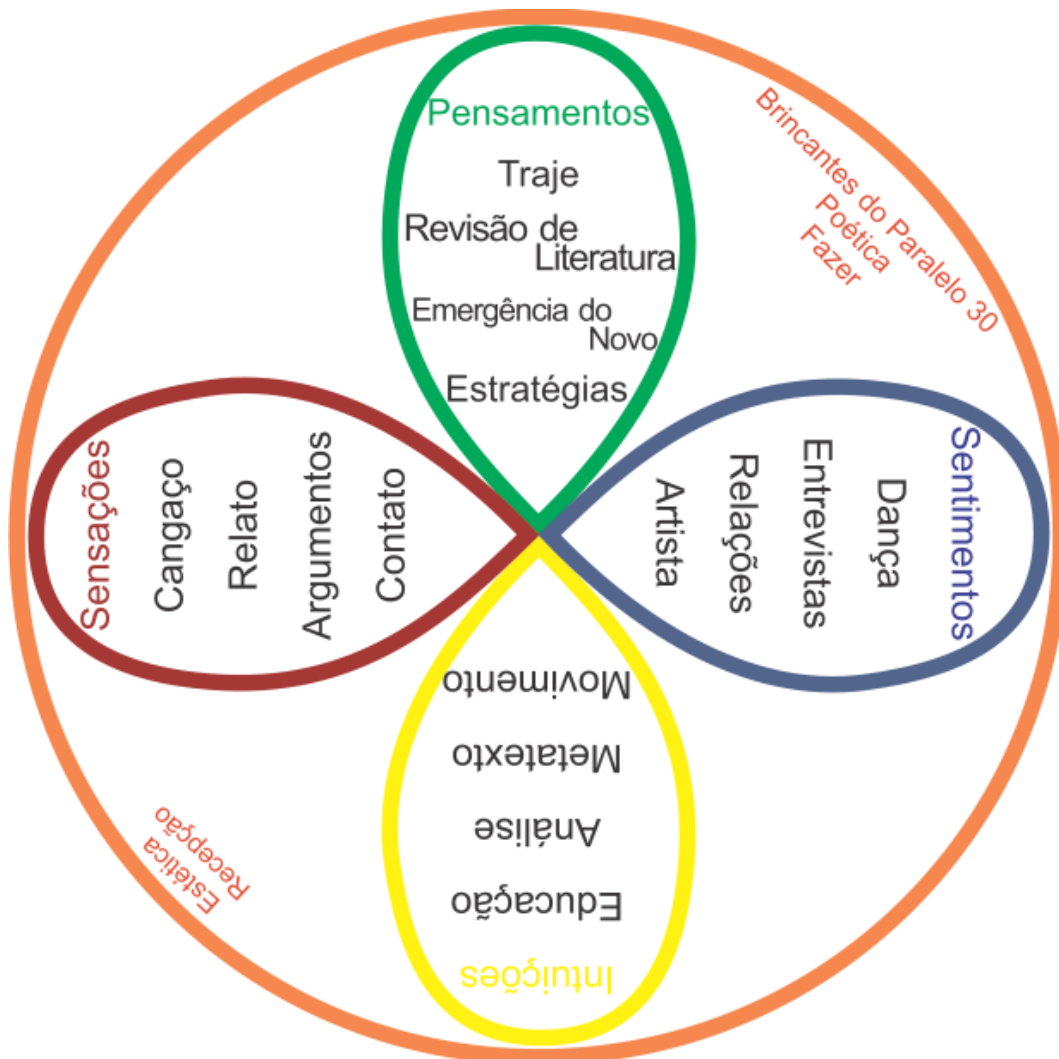 Pensamentos
Traje
Revisão de
Literatura
Emergência do
Novo
Estratégias
Brincantes do Paralelo 30
Poética
Fazer
Sensações
Cangaço
Relato
Argumentos
Contato
Sentimentos
Dança
Entrevistas
Relações
Artista
Intuições
Educação
Análise
Metatexto
Movimento
Recepção
Estética